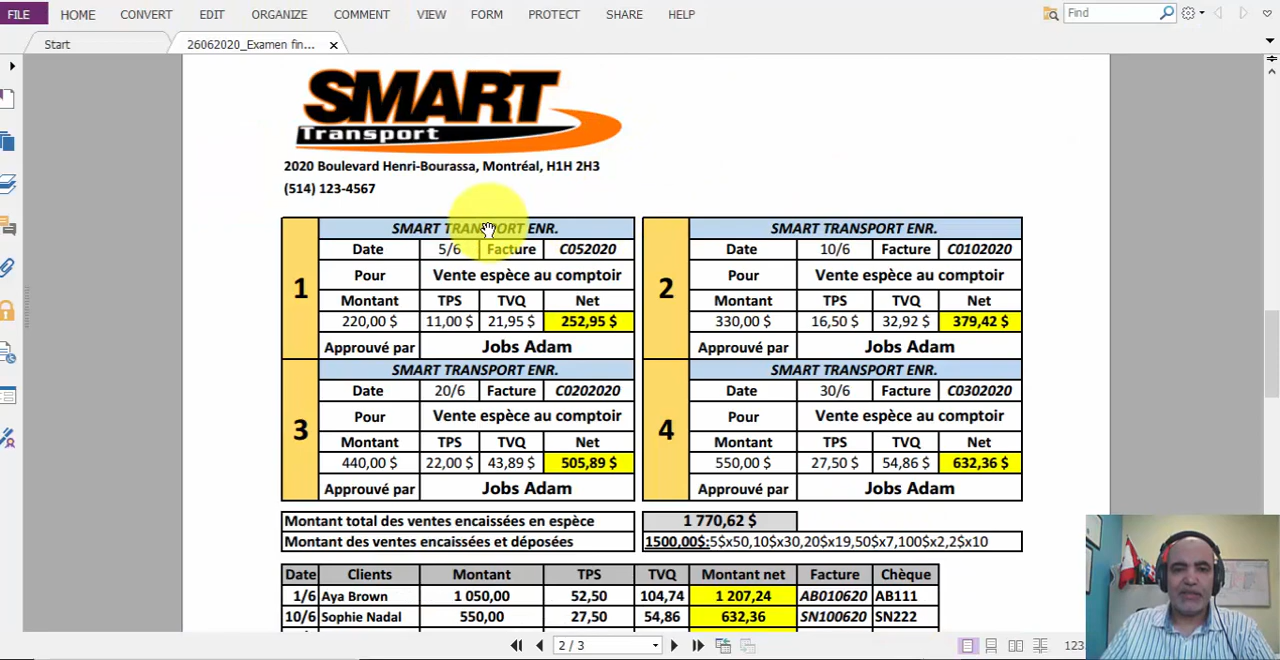 FILE HOME CONVERT EDIT ORGANIZE COMMENT VIEW FORM PROTECT SHARE HELP Find
Start 26062020_Examen fin...
SMART
Transport
2020 Boulevard Henri-Bourassa, Montréal, H1H 2H3
(514) 123-4567
1
SMART TRANSPORT ENR.
Date 5/6 Facture C052020
Pour Vente espèce au comptoir
Montant TPS TVQ Net
220,00 $ 11,00 $ 21,95 $ 252,95 $
Approuvé par Jobs Adam
2
SMART TRANSPORT ENR.
Date 10/6 Facture C0102020
Pour Vente espèce au comptoir
Montant TPS TVQ Net
330,00 $ 16,50 $ 32,92 $ 379,42 $
Approuvé par Jobs Adam
3
SMART TRANSPORT ENR.
Date 20/6 Facture C0202020
Pour Vente espèce au comptoir
Montant TPS TVQ Net
440,00 $ 22,00 $ 43,89 $ 505,89 $
Approuvé par Jobs Adam
4
SMART TRANSPORT ENR.
Date 30/6 Facture C0302020
Pour Vente espèce au comptoir
Montant TPS TVQ Net
550,00 $ 27,50 $ 54,86 $ 632,36 $
Approuvé par Jobs Adam
Montant total des ventes encaissées en espèce 1 770,62 $
Montant des ventes encaissées et déposées 1500,00$:5$x50,10$x30,20$x19,50$x7,100$x2,2$x10
Date Clients Montant TPS TVQ Montant net Facture Chèque
1/6 Aya Brown 1 050,00 52,50 104,74 1 207,24 AB010620 AB111
10/6 Sophie Nadal 550,00 27,50 54,86 632,36 SN100620 SN222
2 / 3 123